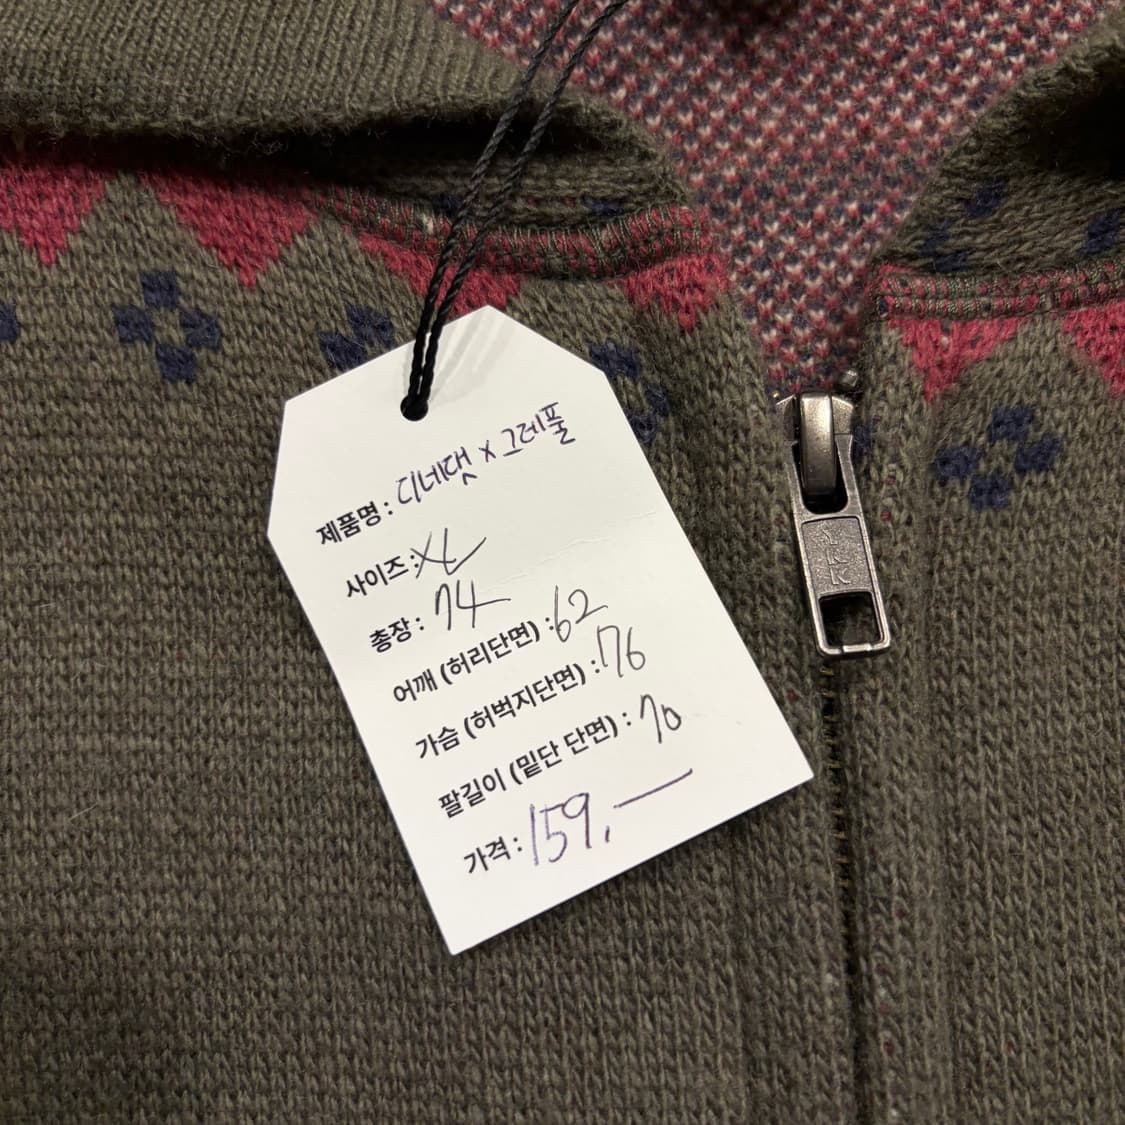 제품명 : 디네댓 x 그레풀
사이즈 : XL
총장 : 74
어깨 (허리단면) : 62
가슴 (허벅지단면) : 76
팔길이 (밑단 단면) : 70
가격 : 159,—
YKK